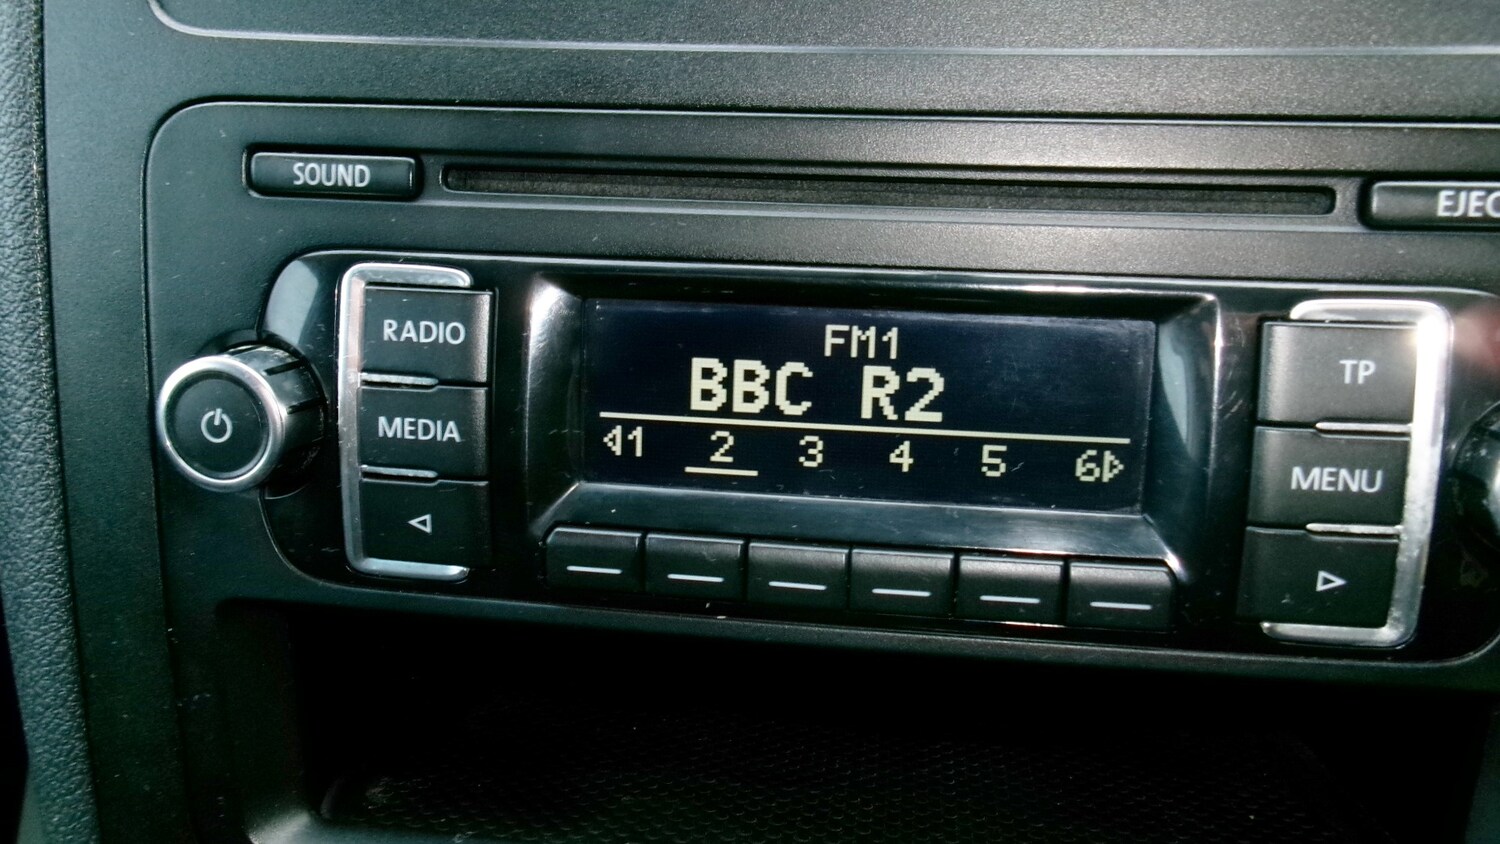 SOUND
EJEC
RADIO
FM1
TP
BBC R2
MEDIA
1 2 3 4 5 6
MENU